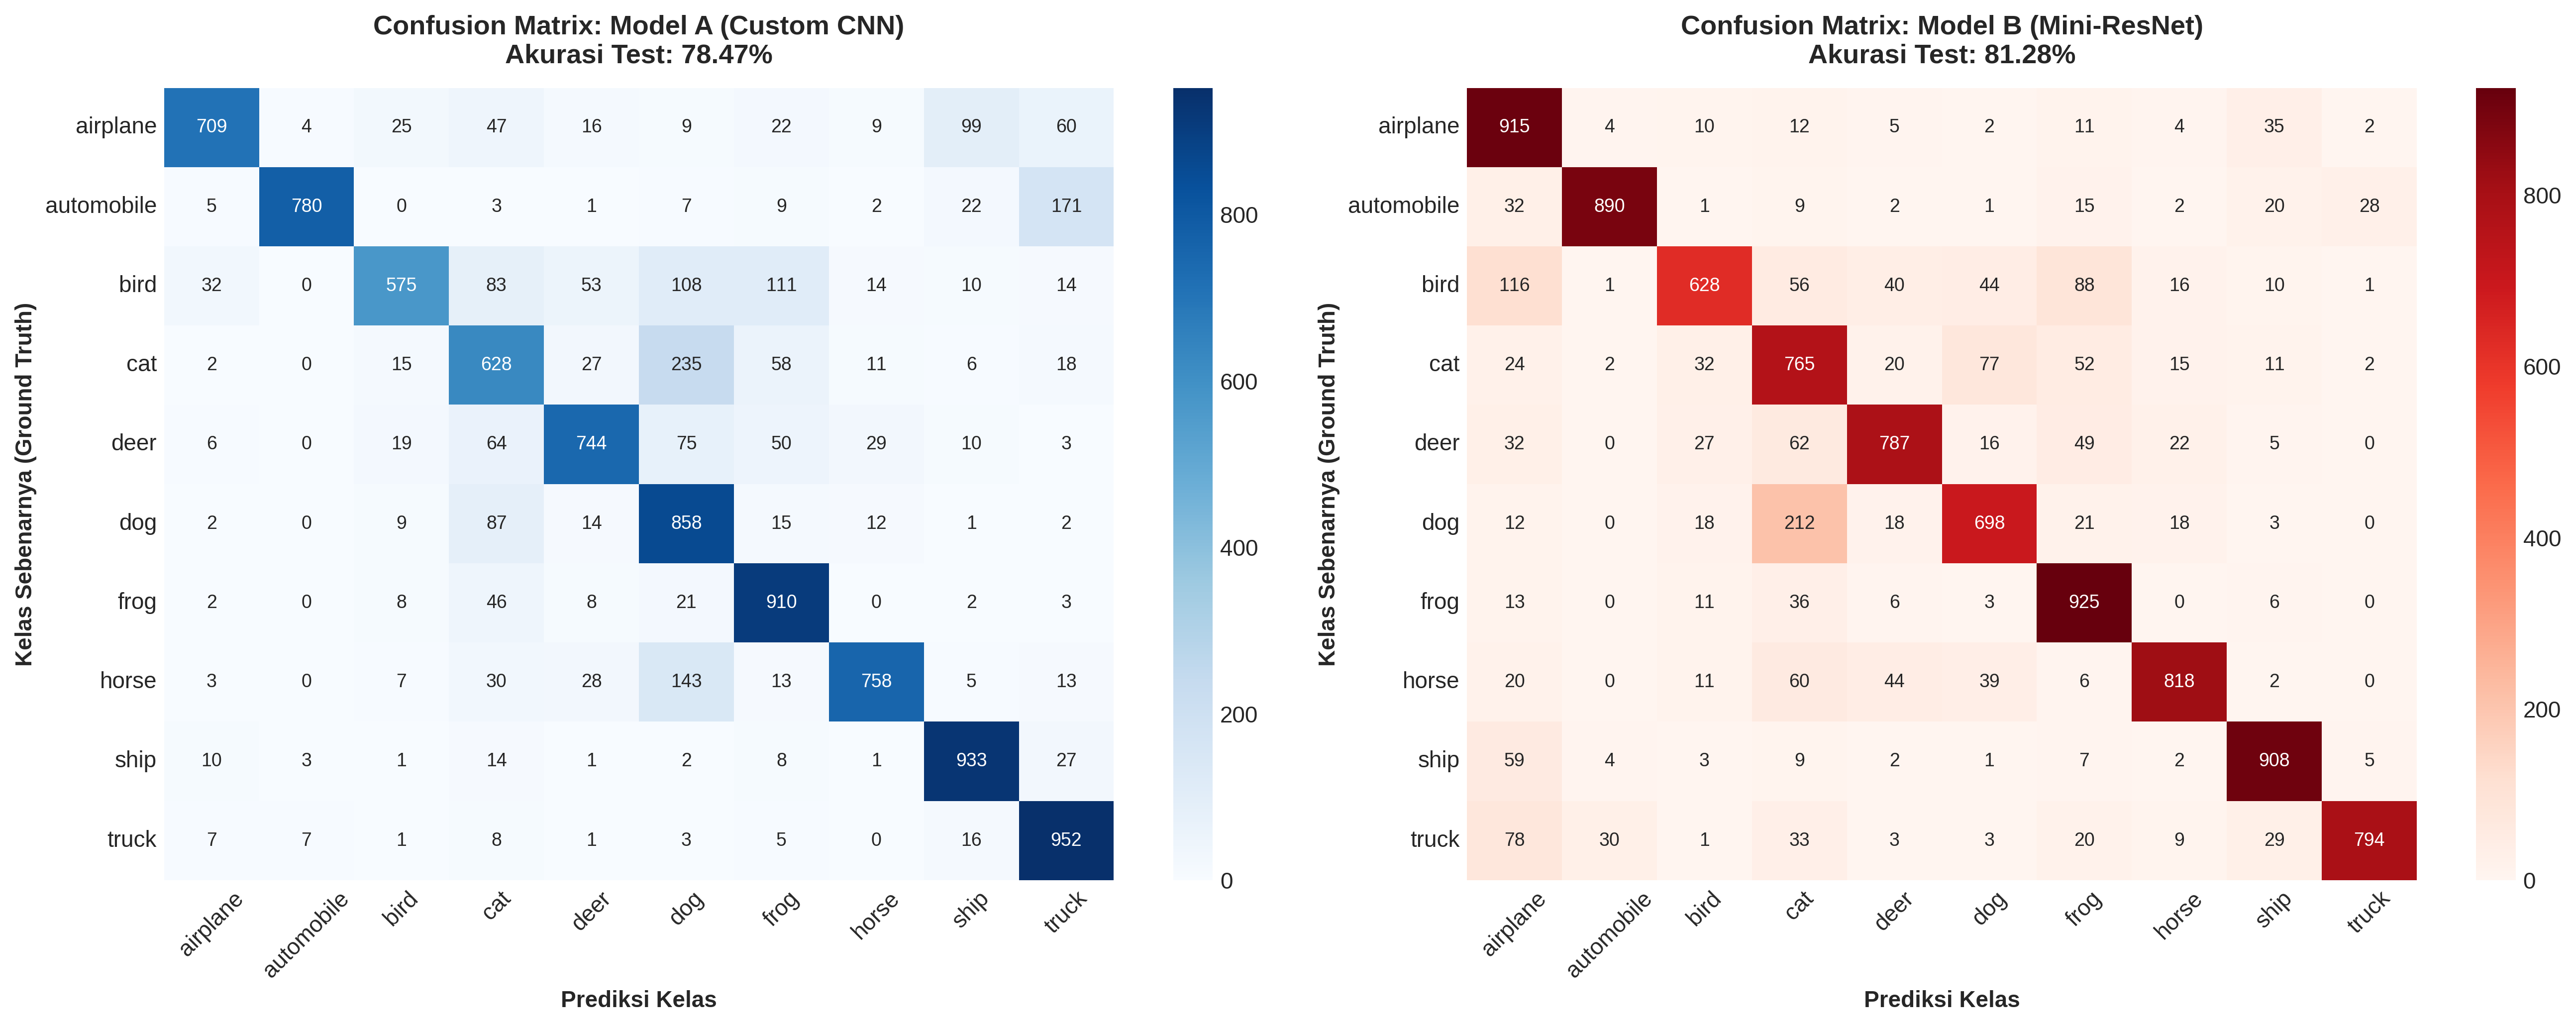 Confusion Matrix: Model A (Custom CNN)
Akurasi Test: 78.47%
Kelas Sebenarnya (Ground Truth)
airplane 709 4 25 47 16 9 22 9 99 60
automobile 5 780 0 3 1 7 9 2 22 171
bird 32 0 575 83 53 108 111 14 10 14
cat 2 0 15 628 27 235 58 11 6 18
deer 6 0 19 64 744 75 50 29 10 3
dog 2 0 9 87 14 858 15 12 1 2
frog 2 0 8 46 8 21 910 0 2 3
horse 3 0 7 30 28 143 13 758 5 13
ship 10 3 1 14 1 2 8 1 933 27
truck 7 7 1 8 1 3 5 0 16 952
airplane automobile bird cat deer dog frog horse ship truck
Prediksi Kelas
800
600
400
200
0
Confusion Matrix: Model B (Mini-ResNet)
Akurasi Test: 81.28%
Kelas Sebenarnya (Ground Truth)
airplane 915 4 10 12 5 2 11 4 35 2
automobile 32 890 1 9 2 1 15 2 20 28
bird 116 1 628 56 40 44 88 16 10 1
cat 24 2 32 765 20 77 52 15 11 2
deer 32 0 27 62 787 16 49 22 5 0
dog 12 0 18 212 18 698 21 18 3 0
frog 13 0 11 36 6 3 925 0 6 0
horse 20 0 11 60 44 39 6 818 2 0
ship 59 4 3 9 2 1 7 2 908 5
truck 78 30 1 33 3 3 20 9 29 794
airplane automobile bird cat deer dog frog horse ship truck
Prediksi Kelas
800
600
400
200
0